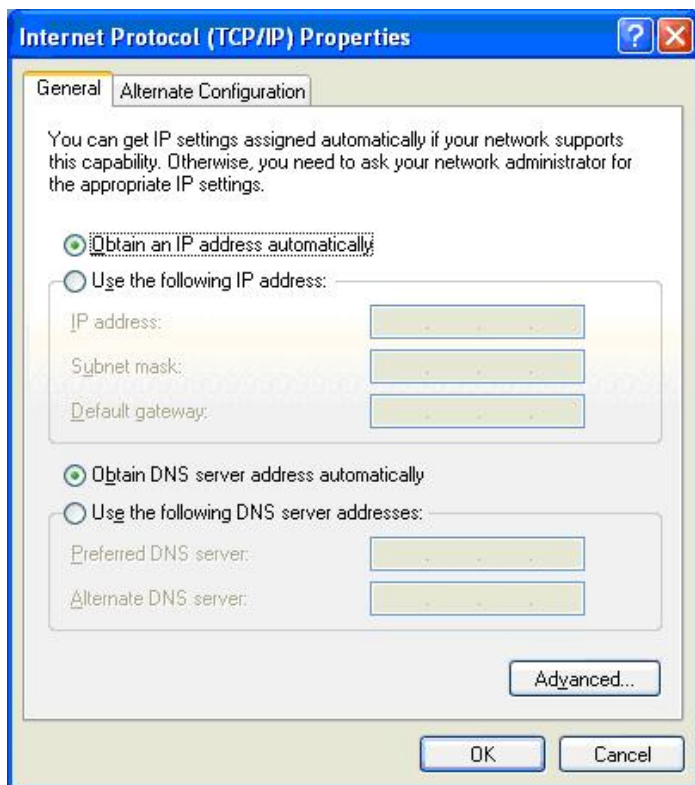 Internet Protocol (TCP/IP) Properties
General
Alternate Configuration
You can get IP settings assigned automatically if your network supports
this capability. Otherwise, you need to ask your network administrator for
the appropriate IP settings.
Obtain an IP address automatically
Use the following IP address:
IP address:
Subnet mask:
Default gateway:
Obtain DNS server address automatically
Use the following DNS server addresses:
Preferred DNS server:
Alternate DNS server:
Advanced...
OK
Cancel